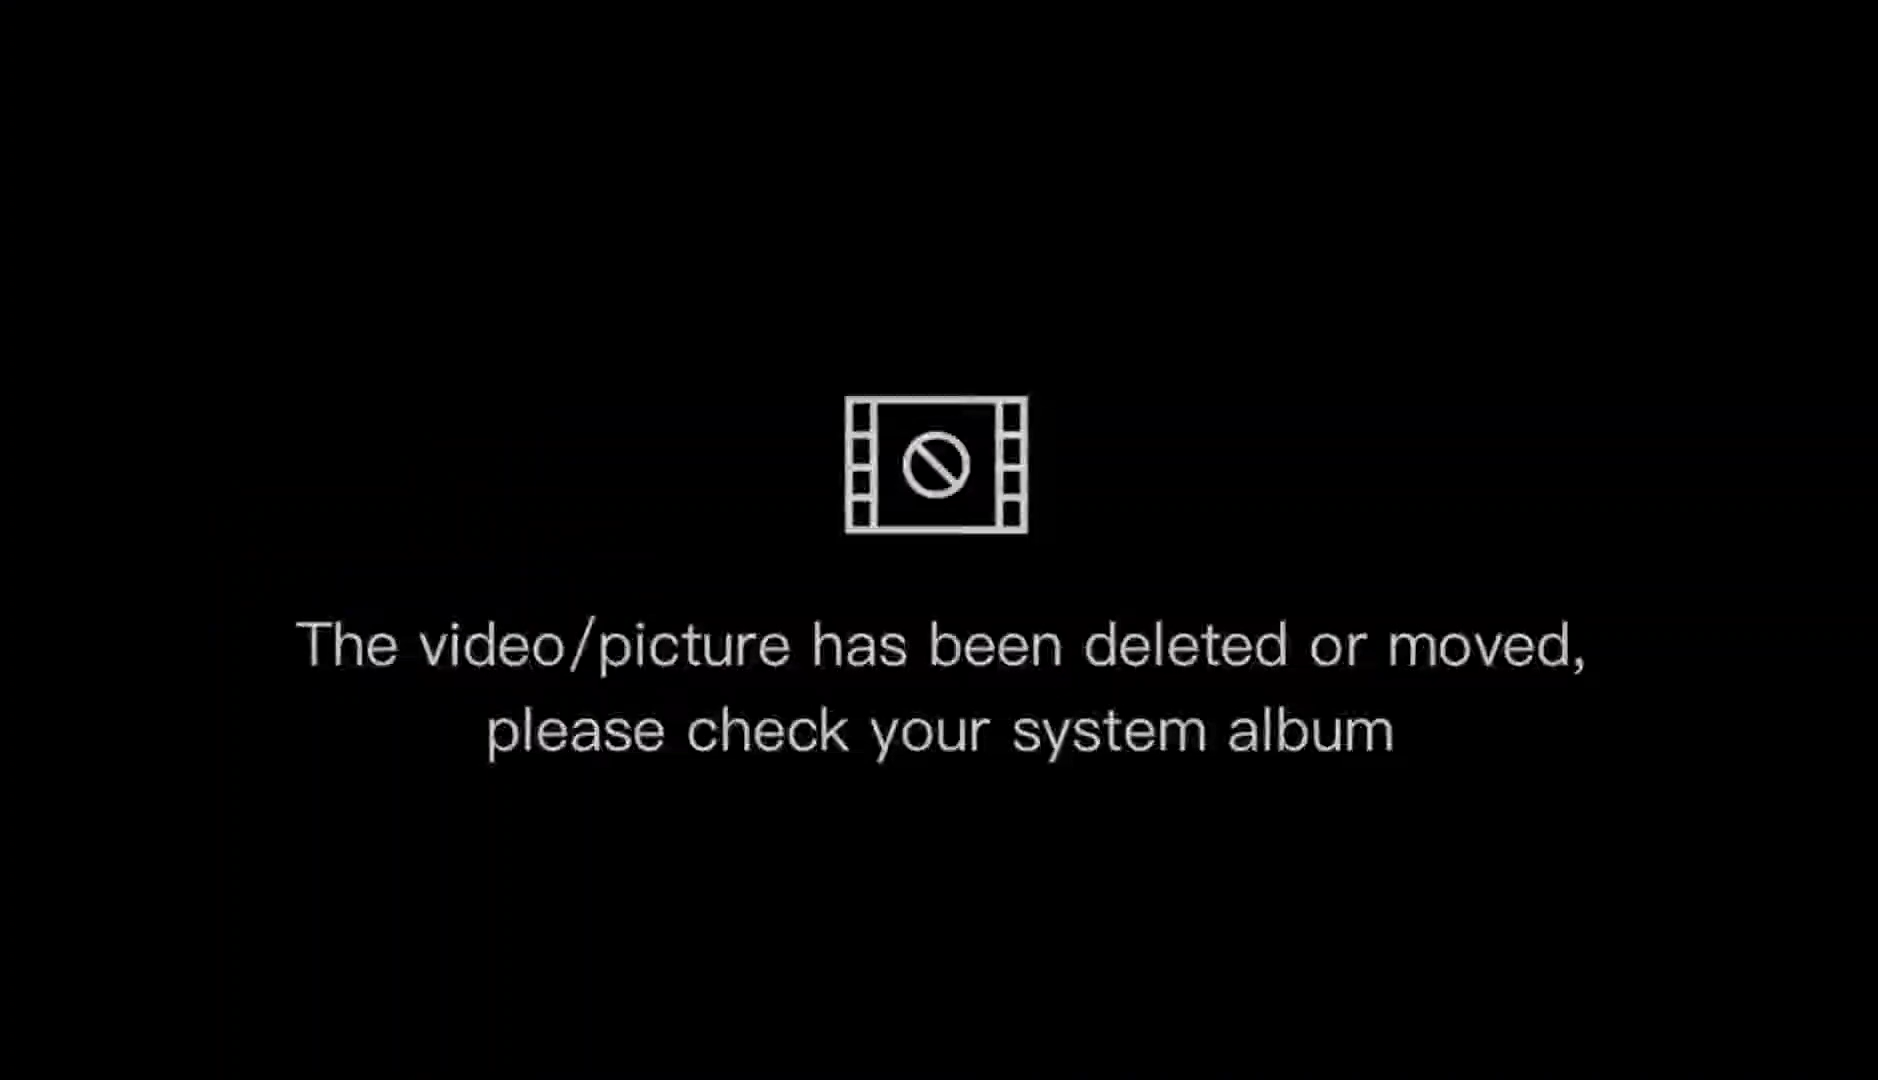 The video/picture has been deleted or moved,
please check your system album